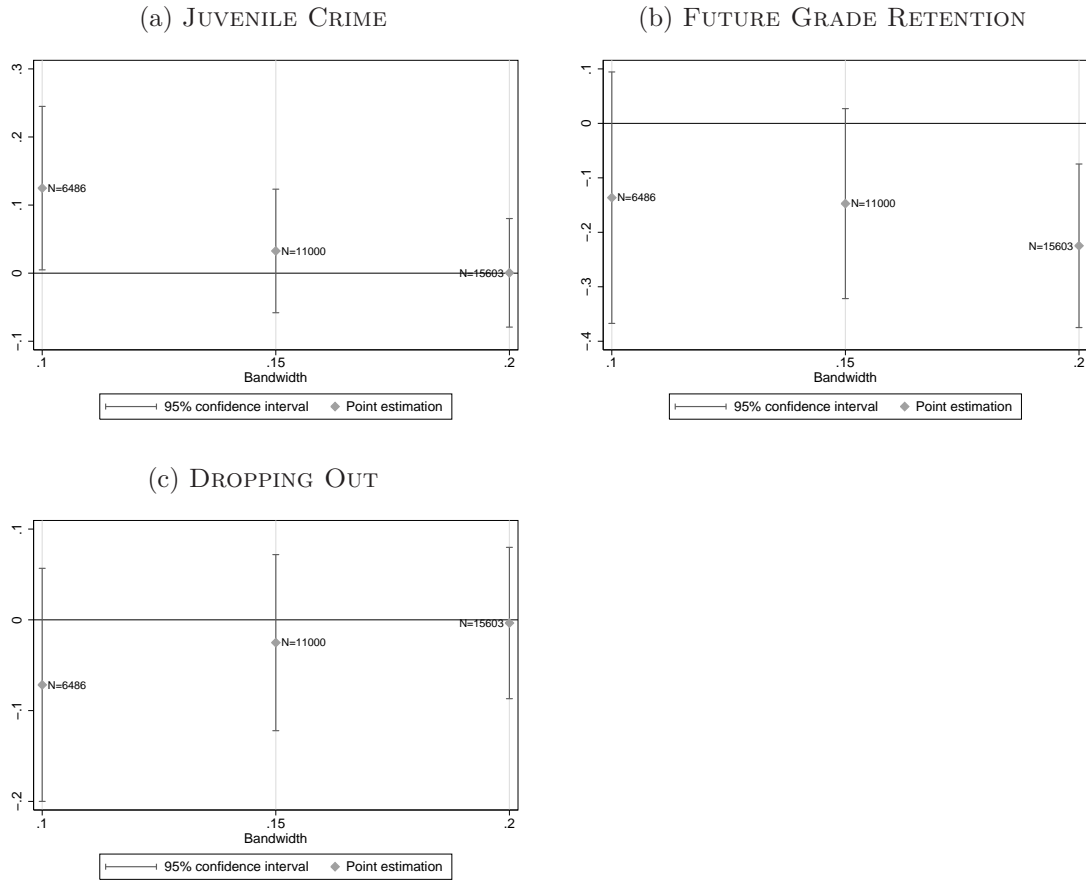 (a) JUVENILE CRIME
.3
.2
.1
0
-.1
N=6486
N=11000
N=15603
.1 .15 .2
Bandwidth
95% confidence interval Point estimation
(b) FUTURE GRADE RETENTION
.1
0
-.1
-.2
-.3
-.4
N=6486
N=11000
N=15603
.1 .15 .2
Bandwidth
95% confidence interval Point estimation
(c) DROPPING OUT
.1
0
-.1
-.2
N=6486
N=11000
N=15603
.1 .15 .2
Bandwidth
95% confidence interval Point estimation